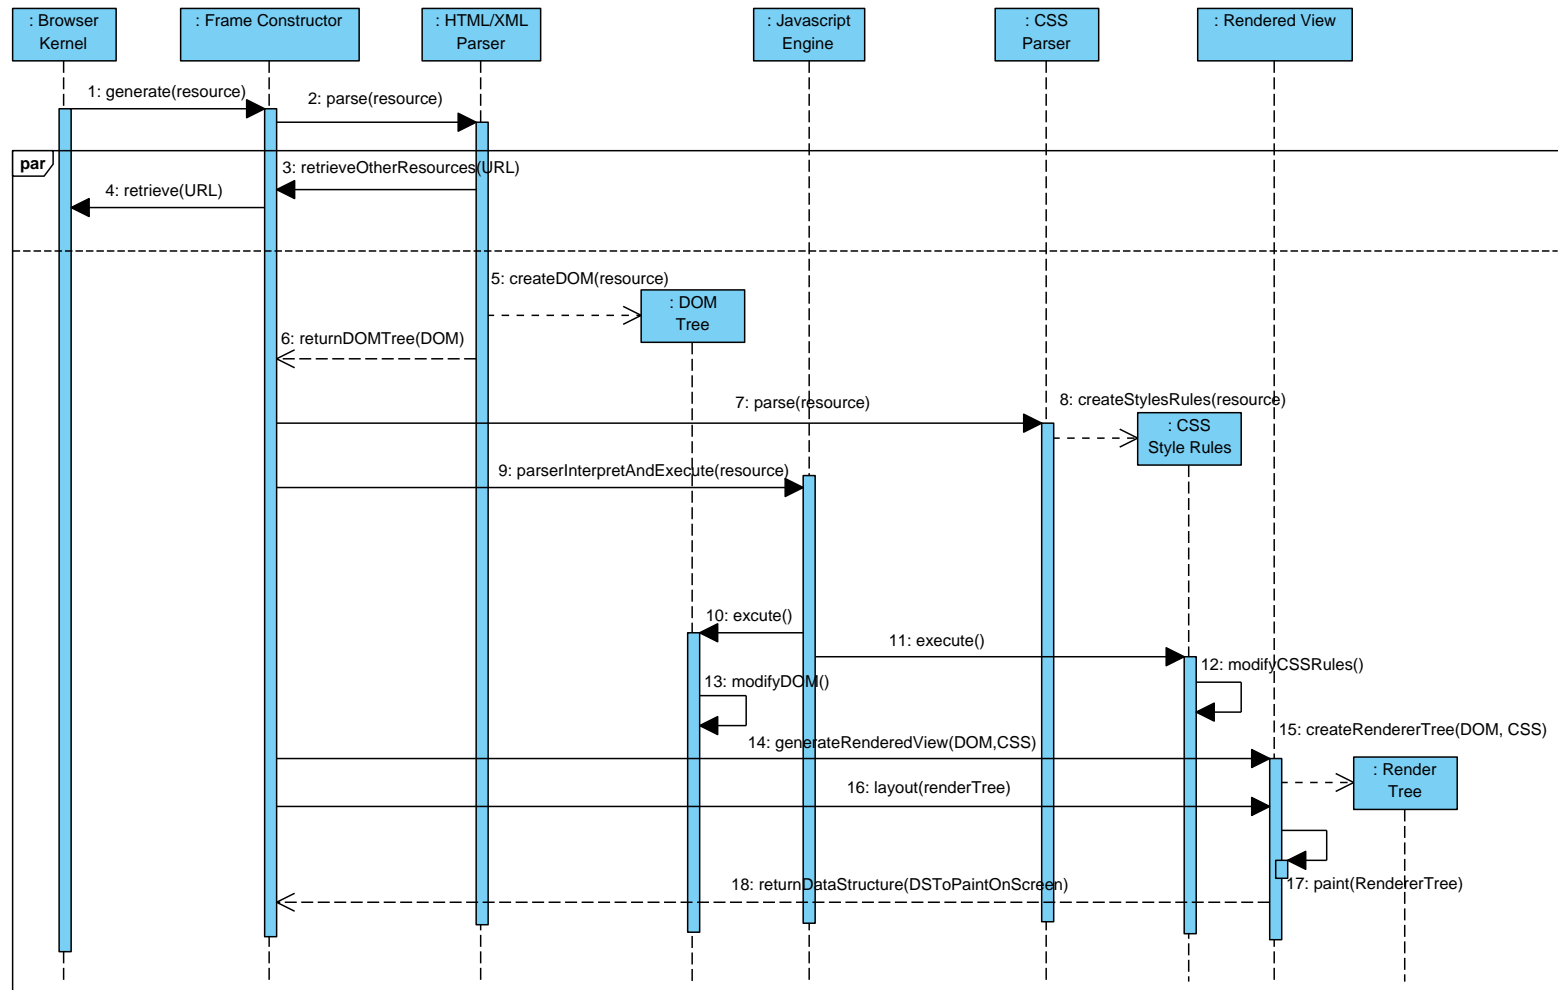 : Browser
Kernel
: Frame Constructor
: HTML/XML
Parser
: Javascript
Engine
: CSS
Parser
: Rendered View
1: generate(resource)
2: parse(resource)
par
3: retrieveOtherResources(URL)
4: retrieve(URL)
5: createDOM(resource)
: DOM
Tree
6: returnDOMTree(DOM)
7: parse(resource)
8: createStylesRules(resource)
: CSS
Style Rules
9: parserInterpretAndExecute(resource)
10: excute()
11: execute()
12: modifyCSSRules()
13: modifyDOM()
14: generateRenderedView(DOM,CSS)
15: createRendererTree(DOM, CSS)
: Render
Tree
16: layout(renderTree)
17: paint(RendererTree)
18: returnDataStructure(DSToPaintOnScreen)